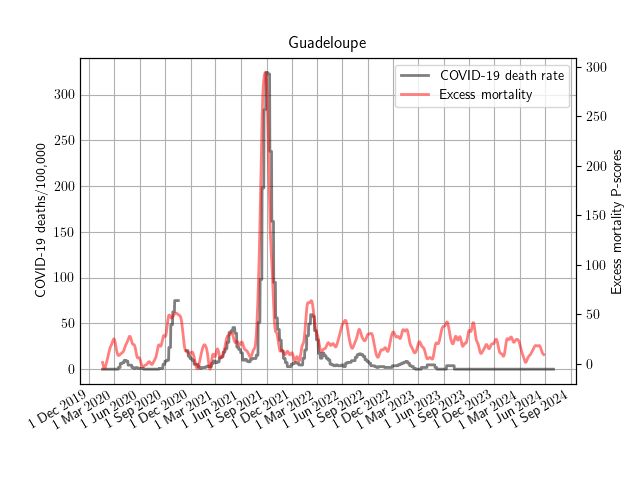 Guadeloupe
COVID-19 death rate
Excess mortality
COVID-19 deaths/100,000
0
50
100
150
200
250
300
Excess mortality P-scores
0
50
100
150
200
250
300
1 Dec 2019
1 Mar 2020
1 Jun 2020
1 Sep 2020
1 Dec 2020
1 Mar 2021
1 Jun 2021
1 Sep 2021
1 Dec 2021
1 Mar 2022
1 Jun 2022
1 Sep 2022
1 Dec 2022
1 Mar 2023
1 Jun 2023
1 Sep 2023
1 Dec 2023
1 Mar 2024
1 Jun 2024
1 Sep 2024